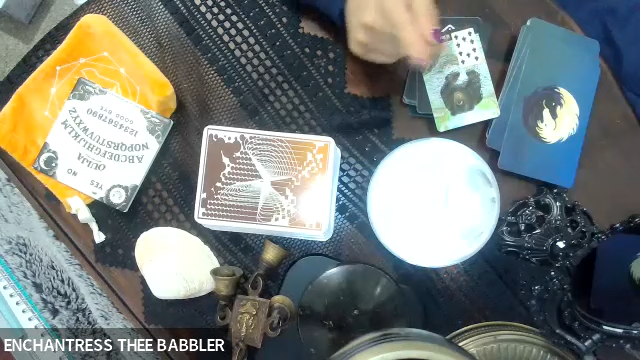 GOOD BYE
1234567890
NOPQRSTUVWXYZ
ABCDEFGHIJKLM
OUIJA
YES
NO
ENCHANTRESS THEE BABBLER